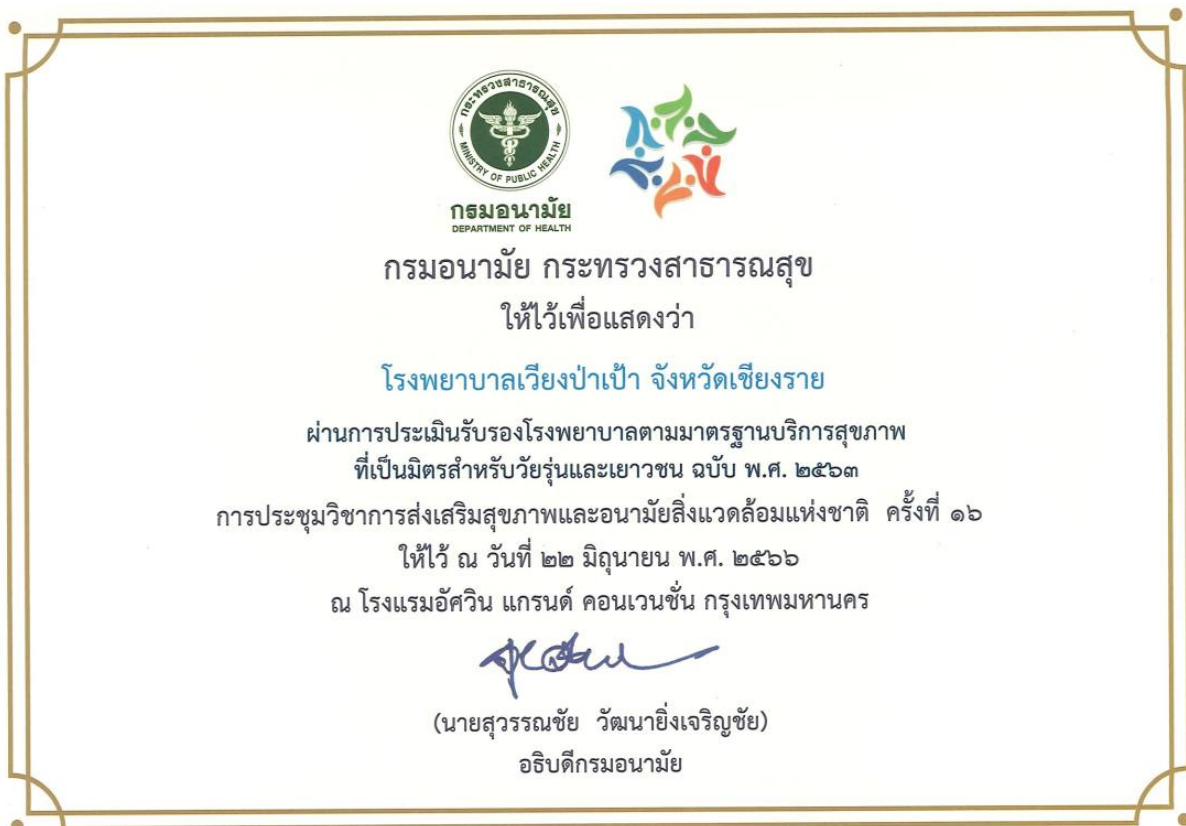 กระทรวงสาธารณสุข
MINISTRY OF PUBLIC HEALTH
กรมอนามัย
DEPARTMENT OF HEALTH
กรมอนามัย กระทรวงสาธารณสุข
ให้ไว้เพื่อแสดงว่า
โรงพยาบาลเวียงป่าเป้า จังหวัดเชียงราย
ผ่านการประเมินรับรองโรงพยาบาลตามมาตรฐานบริการสุขภาพ
ที่เป็นมิตรสำหรับวัยรุ่นและเยาวชน ฉบับ พ.ศ. ๒๕๖๓
การประชุมวิชาการส่งเสริมสุขภาพและอนามัยสิ่งแวดล้อมแห่งชาติ ครั้งที่ ๑๖
ให้ไว้ ณ วันที่ ๒๒ มิถุนายน พ.ศ. ๒๕๖๖
ณ โรงแรมอัศวิน แกรนด์ คอนเวนชั่น กรุงเทพมหานคร
(นายสุวรรณชัย วัฒนายิ่งเจริญชัย)
อธิบดีกรมอนามัย